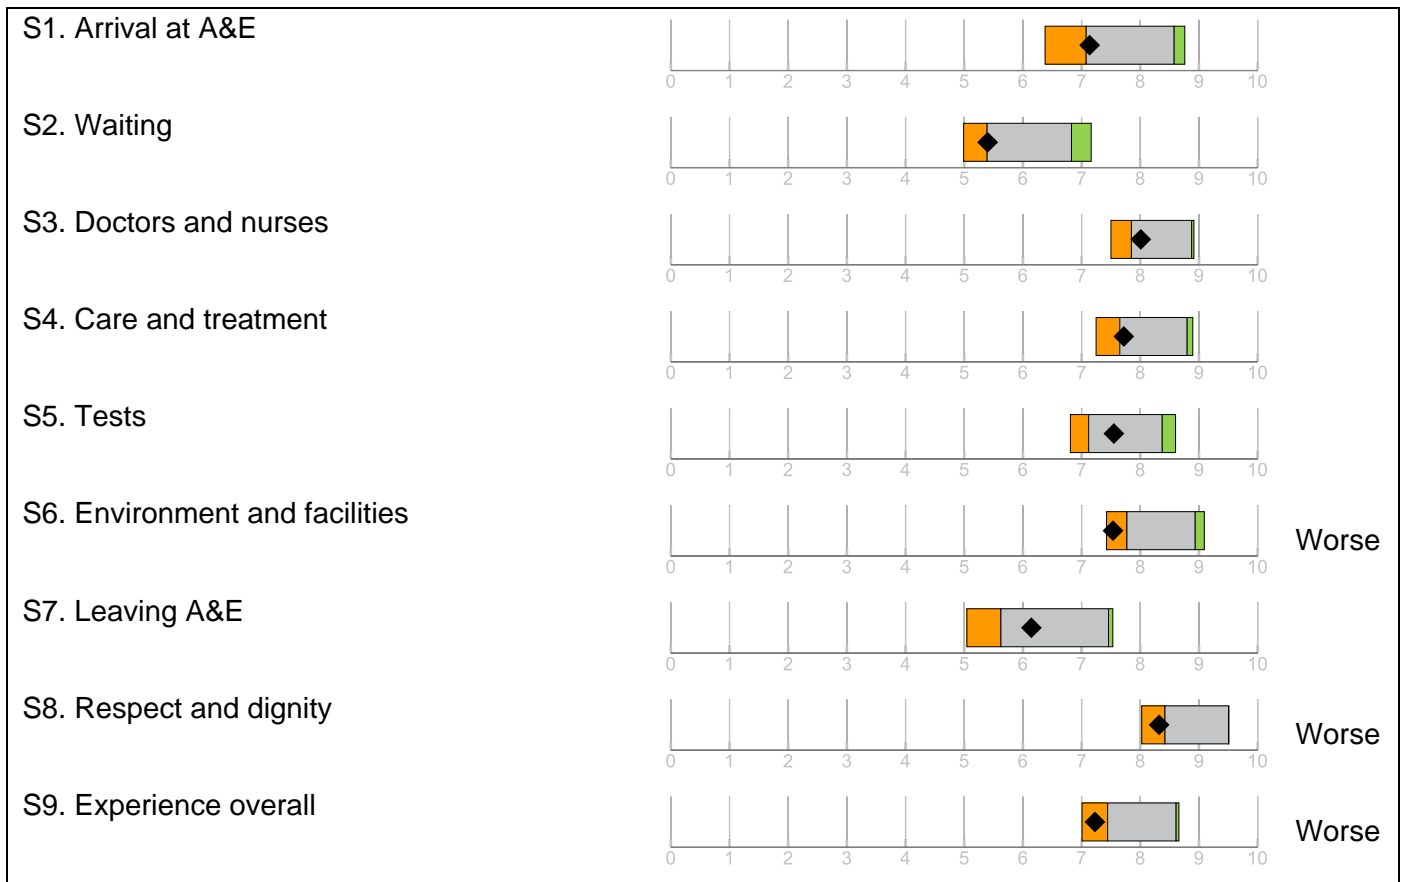 S1. Arrival at A&E
0 1 2 3 4 5 6 7 8 9 10
S2. Waiting
0 1 2 3 4 5 6 7 8 9 10
S3. Doctors and nurses
0 1 2 3 4 5 6 7 8 9 10
S4. Care and treatment
0 1 2 3 4 5 6 7 8 9 10
S5. Tests
0 1 2 3 4 5 6 7 8 9 10
S6. Environment and facilities
Worse
0 1 2 3 4 5 6 7 8 9 10
S7. Leaving A&E
0 1 2 3 4 5 6 7 8 9 10
S8. Respect and dignity
Worse
0 1 2 3 4 5 6 7 8 9 10
S9. Experience overall
Worse
0 1 2 3 4 5 6 7 8 9 10